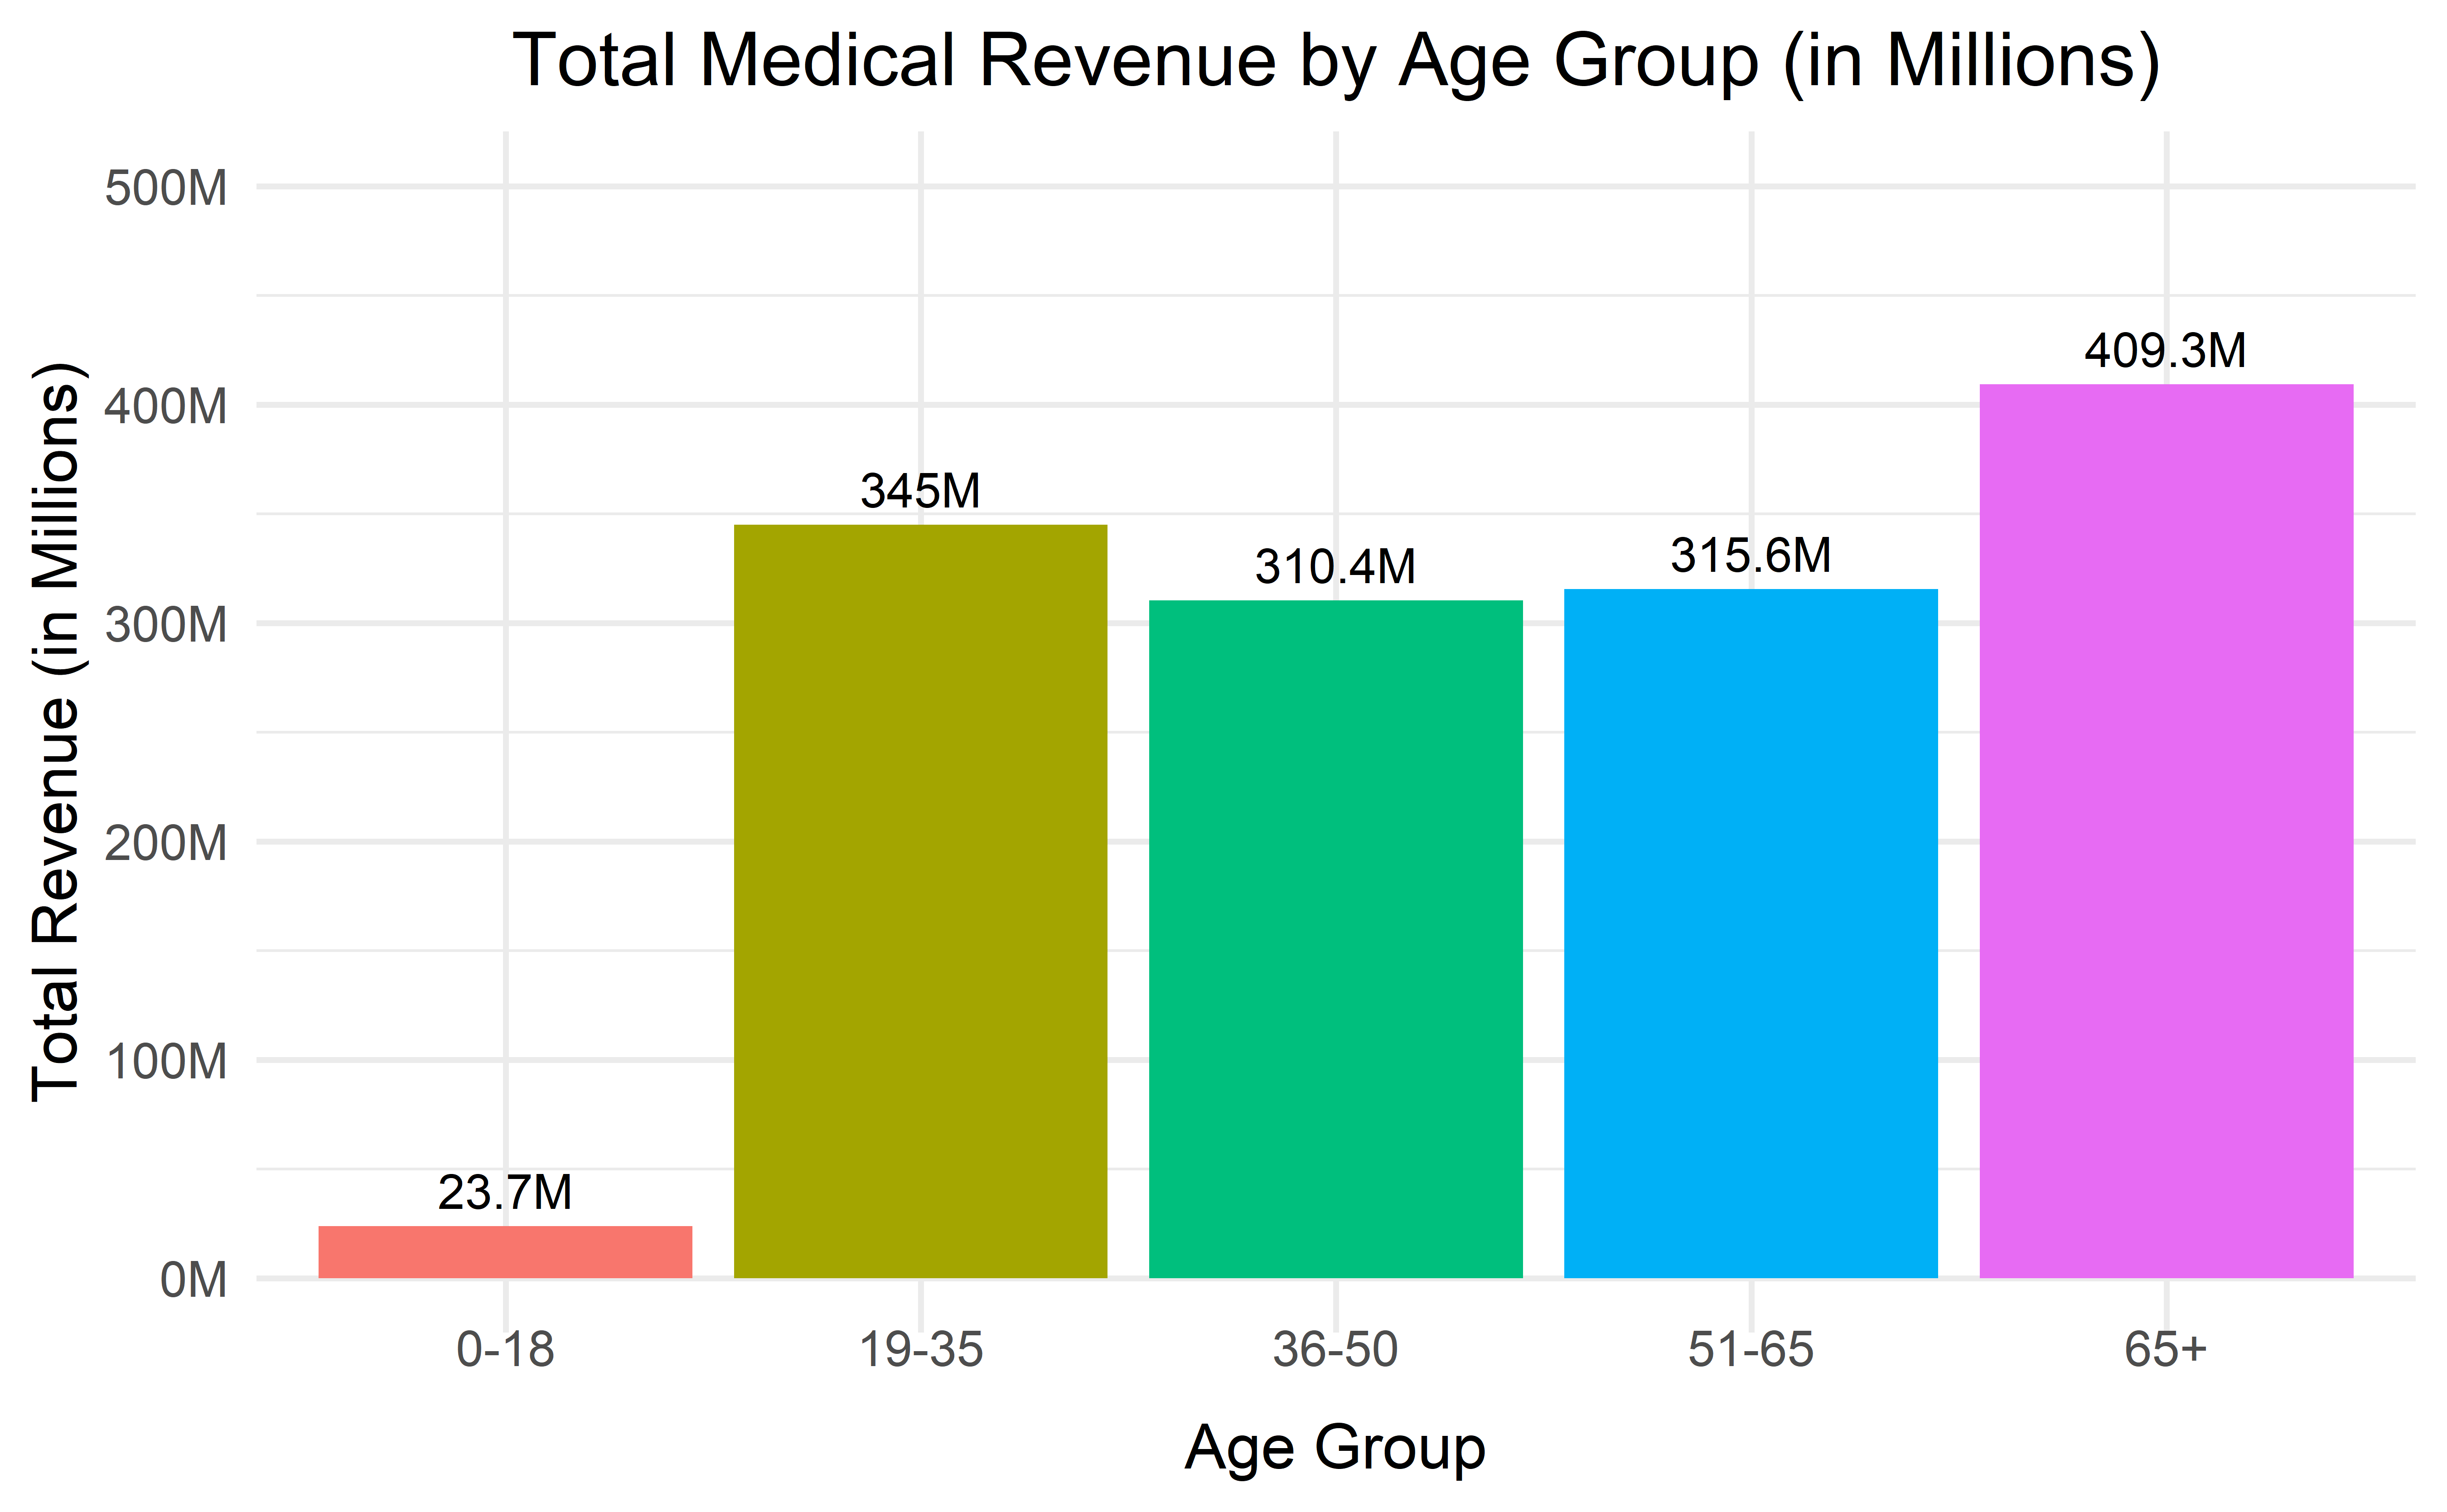 Total Medical Revenue by Age Group (in Millions)
Total Revenue (in Millions)
500M
400M
300M
200M
100M
0M
23.7M
345M
310.4M
315.6M
409.3M
0-18
19-35
36-50
51-65
65+
Age Group